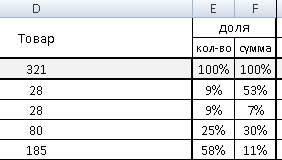 D E F
Товар доля
кол-во сумма
321 100% 100%
28 9% 53%
28 9% 7%
80 25% 30%
185 58% 11%